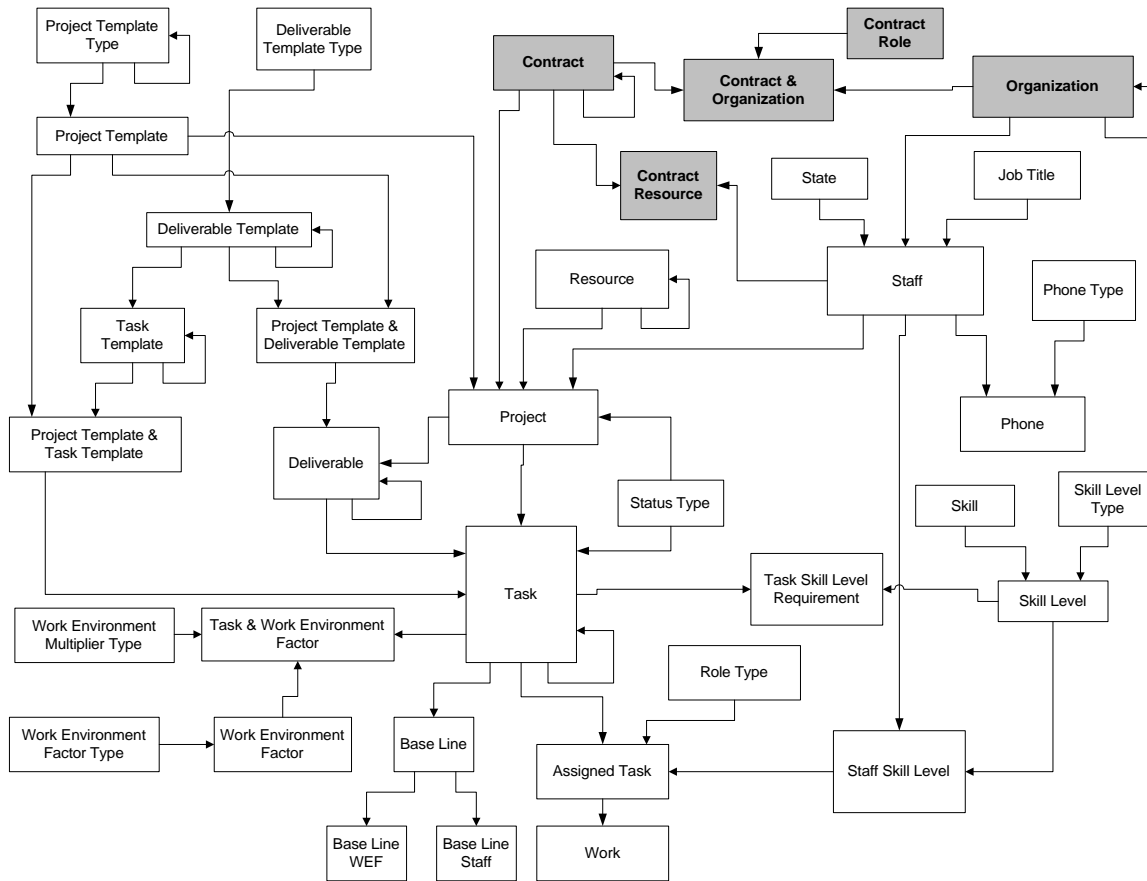 Project Template
Type
Deliverable
Template Type
Contract
Contract &
Organization
Contract
Role
Organization
Project Template
Contract
Resource
State
Job Title
Deliverable Template
Resource
Staff
Phone Type
Task
Template
Project Template &
Deliverable Template
Project Template &
Task Template
Deliverable
Project
Phone
Status Type
Skill
Skill Level
Type
Task
Task Skill Level
Requirement
Skill Level
Work Environment
Multiplier Type
Task & Work Environment
Factor
Role Type
Work Environment
Factor Type
Work Environment
Factor
Base Line
Assigned Task
Staff Skill Level
Base Line
WEF
Base Line
Staff
Work